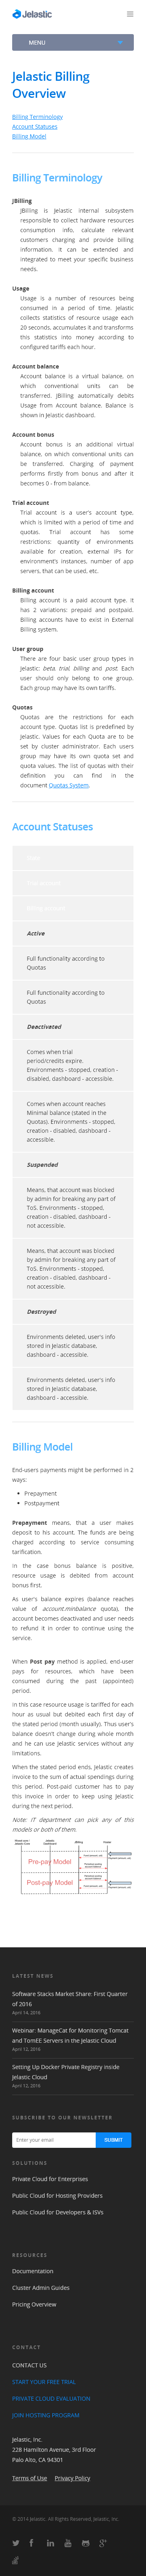 Jelastic
MENU
Jelastic Billing
Overview
Billing Terminology
Account Statuses
Billing Model
Billing Terminology
JBilling
JBilling is Jelastic internal subsystem
responsible to collect hardware resources
consumption info, calculate relevant
customers charging and provide billing
information. It can be extended and
integrated to meet your specific business
needs.
Usage
Usage is a number of resources being
consumed in a period of time. Jelastic
collects statistics of resource usage each
20 seconds, accumulates it and transforms
this statistics into money according to
configured tariffs each hour.
Account balance
Account balance is a virtual balance, on
which conventional units can be
transferred. JBilling automatically debits
Usage from Account balance. Balance is
shown in Jelastic dashboard.
Account bonus
Account bonus is an additional virtual
balance, on which conventional units can
be transferred. Charging of payment
performs firstly from bonus and after it
becomes 0 - from balance.
Trial account
Trial account is a user's account type,
which is limited with a period of time and
quotas. Trial account has some
restrictions; quantity of environments
available for creation, external IPs for
environment's instances, number of
servers, that can be used, etc.
Billing account
Billing account is a paid account type. It
has 2 variations: prepaid and postpaid.
Billing accounts have to exist in External
Billing system.
User group
There are four basic user group types in
Jelastic: beta, trial, billing and post. Each
user should only belong to one group.
Each group may have its own tariffs.
Quotas
Quotas are the restrictions for each
account type. Quotas list is predefined by
Jelastic. Values for each Quota are to be
set by cluster administrator. Each users
group may have its own quota set and
quota values. The list of quotas with their
definition you can find in the
document Quotas System.
Account Statuses
Active
Full functionality according to
Quotas
Full functionality according to
Quotas
Deactivated
Comes when trial
period/credits expire.
Environments - stopped, creation -
disabled, dashboard - accessible.
Comes when account reaches
Minimal balance (stated in the
Quotas). Environments - stopped,
creation - disabled, dashboard -
accessible.
Suspended
Means, that account was blocked
by admin for breaking any part of
ToS. Environments - stopped,
creation - disabled, dashboard -
not accessible.
Means, that account was blocked
by admin for breaking any part of
ToS. Environments - stopped,
creation - disabled, dashboard -
not accessible.
Destroyed
Environments deleted, user's info
stored in Jelastic database,
dashboard - accessible.
Environments deleted, user's info
stored in Jelastic database,
dashboard - accessible.
Billing Model
End-users payments might be performed in 2
ways:
Prepayment
Postpayment
Prepayment means, that a user makes
deposit to his account. The funds are being
charged according to service consuming
tarification.
In the case bonus balance is positive,
resource usage is debited from account
bonus first.
As user's balance expires (balance reaches
value of account.minbalance quota), the
account becomes deactivated and user needs
to refund it in order to continue using the
service.
When Post pay method is applied, end-user
pays for resources, which have been
consumed during the past (appointed)
period.
In this case resource usage is tariffed for each
hour as usual but debited each first day of
the stated period (month usually). Thus user's
balance doesn't change during whole month
and he can use Jelastic services without any
limitations.
When the stated period ends, Jelastic creates
invoice to the sum of actual spendings during
this period. Post-paid customer has to pay
this invoice in order to keep using Jelastic
during the next period.
Note: IT department can pick any of this
models or both of them.
Pre-pay Model
Post-pay Model
LATEST NEWS
Software Stacks Market Share: First Quarter
of 2016
April 14, 2016
Webinar: ManageCat for Monitoring Tomcat
and TomEE Servers in the Jelastic Cloud
April 12, 2016
Setting Up Docker Private Registry inside
Jelastic Cloud
April 12, 2016
SUBSCRIBE TO OUR NEWSLETTER
Enter your email
SUBMIT
SOLUTIONS
Private Cloud for Enterprises
Public Cloud for Hosting Providers
Public Cloud for Developers & ISVs
RESOURCES
Documentation
Cluster Admin Guides
Pricing Overview
CONTACT
CONTACT US
START YOUR FREE TRIAL
PRIVATE CLOUD EVALUATION
JOIN HOSTING PROGRAM
Jelastic, Inc.
228 Hamilton Avenue, 3rd Floor
Palo Alto, CA 94301
Terms of Use Privacy Policy
© 2014 Jelastic. All Rights Reserved, Jelastic, Inc.